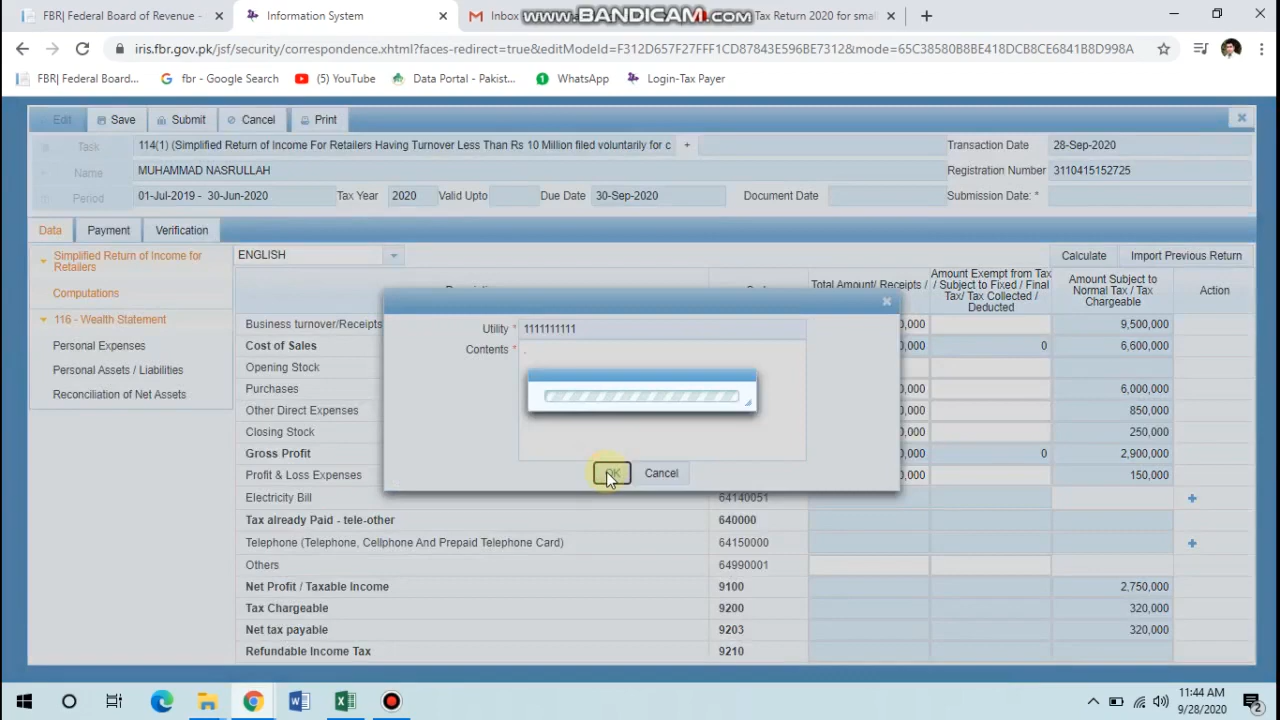 FBR| Federal Board of Revenue -
Information System
Inbox
www.BANDICAM.com
Tax Return 2020 for smal
iris.fbr.gov.pk/jsf/security/correspondence.xhtml?faces-redirect=true&editModeId=F312D657F27FFF1CD87843E596BE7312&mode=65C38580B8BE418DCB8CE6841B8D998A
FBR| Federal Board...
fbr - Google Search
(5) YouTube
Data Portal - Pakist...
WhatsApp
Login-Tax Payer
Edit
Save
Submit
Cancel
Print
Task
114(1) (Simplified Return of Income For Retailers Having Turnover Less Than Rs 10 Million filed voluntarily for c
+
Transaction Date
28-Sep-2020
Name
MUHAMMAD NASRULLAH
Registration Number
3110415152725
Period
01-Jul-2019 - 30-Jun-2020
Tax Year
2020
Valid Upto
Due Date
30-Sep-2020
Document Date
Submission Date: *
Data
Payment
Verification
Simplified Return of Income for
Retailers
Computations
116 - Wealth Statement
Personal Expenses
Personal Assets / Liabilities
Reconciliation of Net Assets
ENGLISH
Calculate
Import Previous Return
Total Amount/ Receipts /
Amount Exempt from Tax
/ Subject to Fixed / Final
Tax/ Tax Collected /
Deducted
Amount Subject to
Normal Tax / Tax
Chargeable
Action
Business turnover/Receipts
0,000
9,500,000
Cost of Sales
,000
0
6,600,000
Opening Stock
Purchases
,000
6,000,000
Other Direct Expenses
,000
850,000
Closing Stock
,000
250,000
Gross Profit
,000
0
2,900,000
Profit & Loss Expenses
,000
150,000
Electricity Bill
64140051
+
Tax already Paid - tele-other
640000
Telephone (Telephone, Cellphone And Prepaid Telephone Card)
64150000
+
Others
64990001
Net Profit / Taxable Income
9100
2,750,000
Tax Chargeable
9200
320,000
Net tax payable
9203
320,000
Refundable Income Tax
9210
Utility *
1111111111
Contents *
.
OK
Cancel
11:44 AM
9/28/2020
2